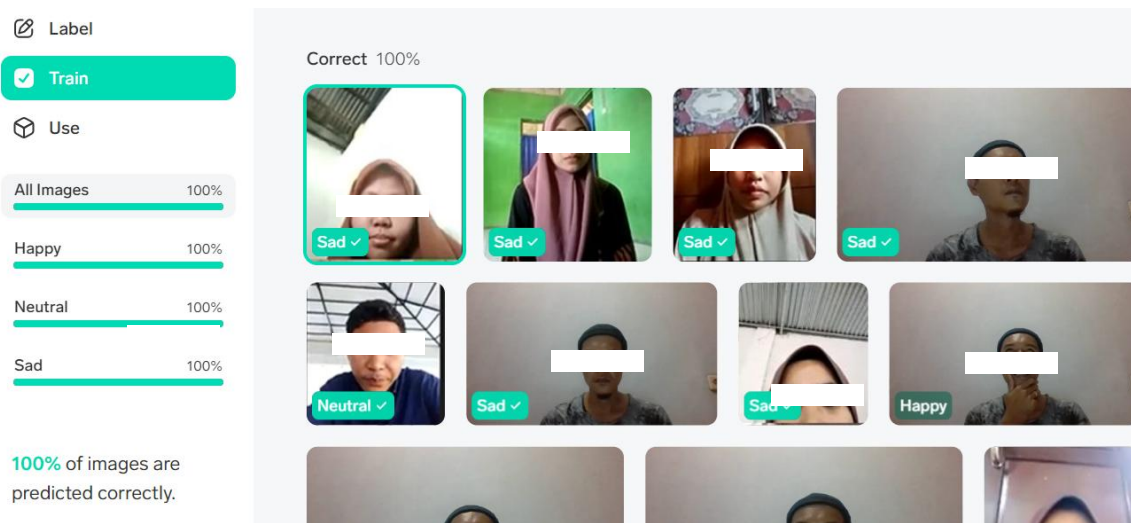 Label
Train
Use
All Images 100%
Happy 100%
Neutral 100%
Sad 100%
100% of images are
predicted correctly.
Correct 100%
Sad
Sad
Sad
Sad
Neutral
Sad
Sad
Happy